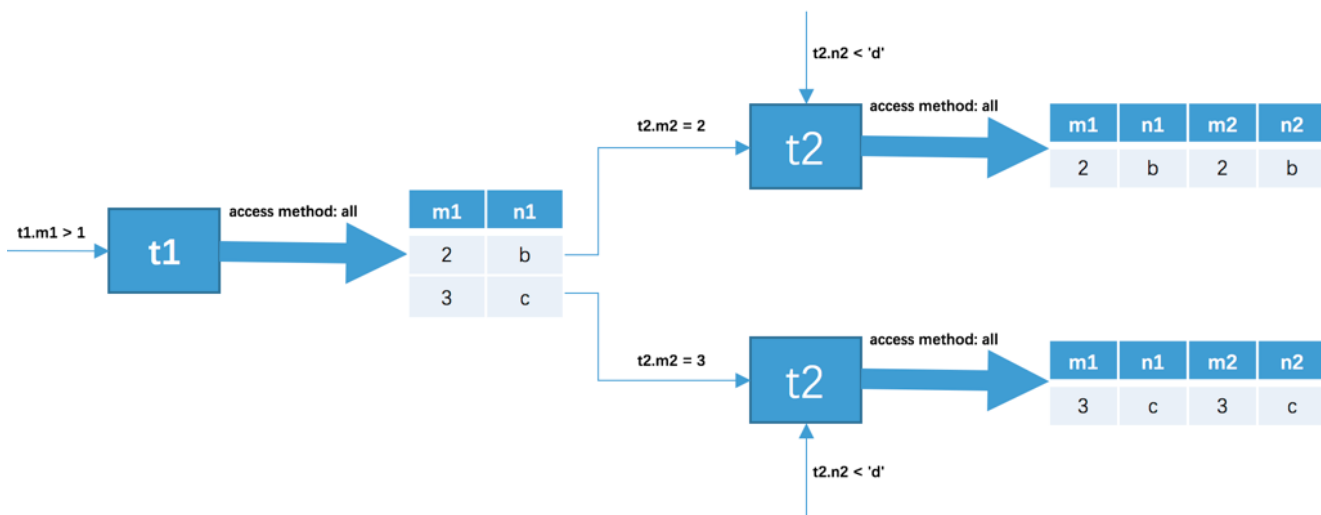 t1.m1 > 1
t1
access method: all
m1 n1
2 b
3 c
t2.m2 = 2
t2.n2 < 'd'
t2
access method: all
m1 n1 m2 n2
2 b 2 b
t2.m2 = 3
t2
access method: all
m1 n1 m2 n2
3 c 3 c
t2.n2 < 'd'